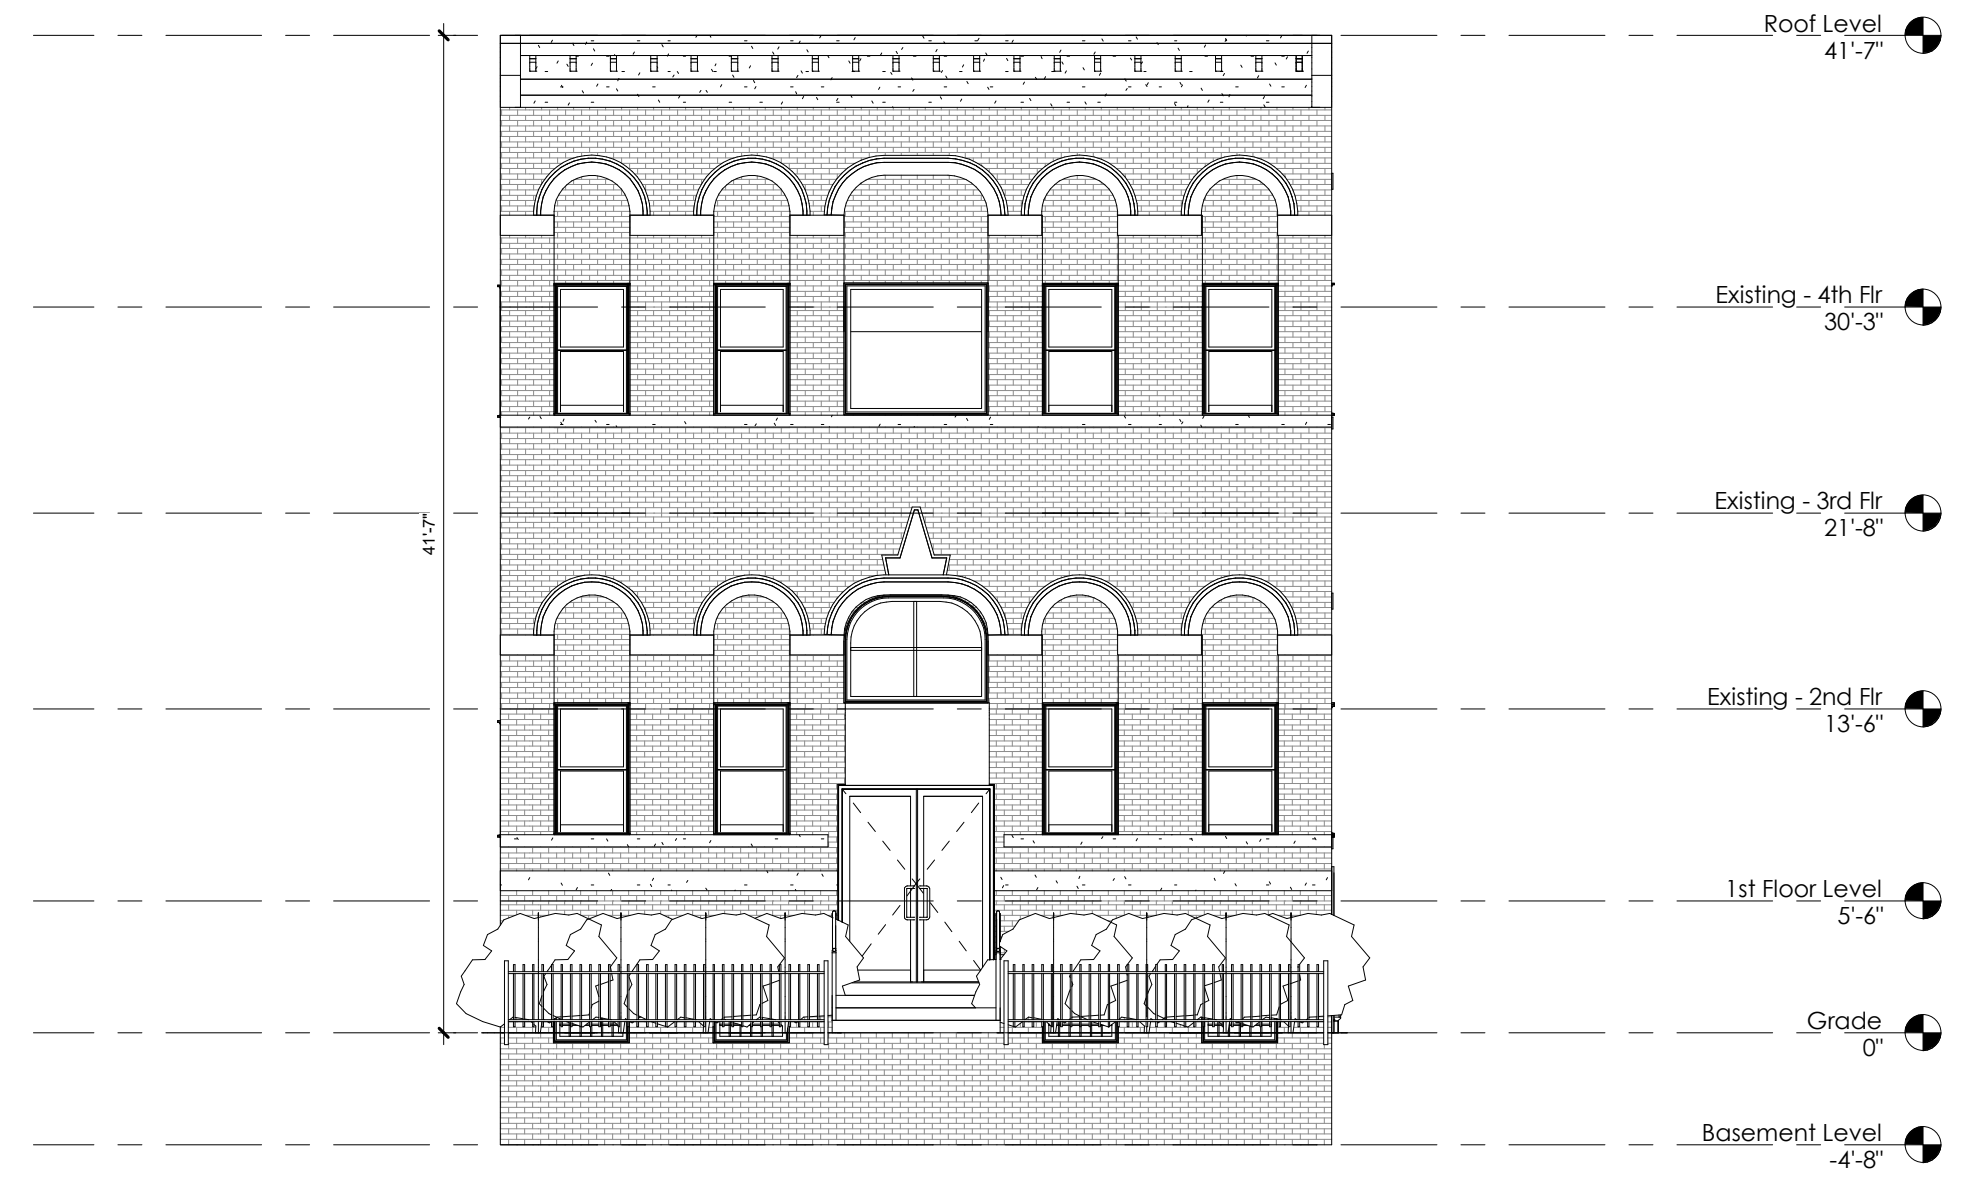 Roof Level
41'-7"
Existing - 4th Flr
30'-3"
Existing - 3rd Flr
21'-8"
41'-7"
Existing - 2nd Flr
13'-6"
1st Floor Level
5'-6"
Grade
0"
Basement Level
-4'-8"